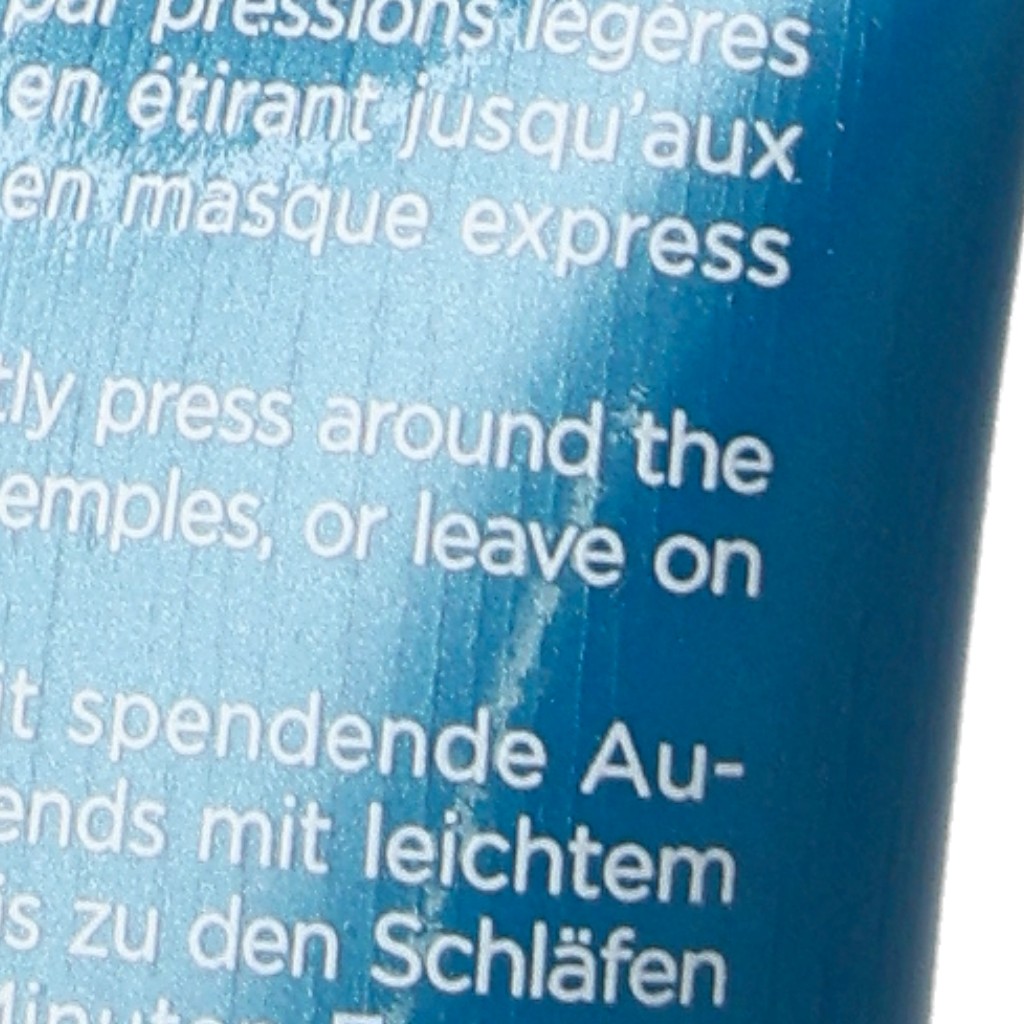 par pressions légères
en étirant jusqu'aux
en masque express
tly press around the
emples, or leave on
it spendende Au-
ends mit leichtem
is zu den Schläfen
Minuten